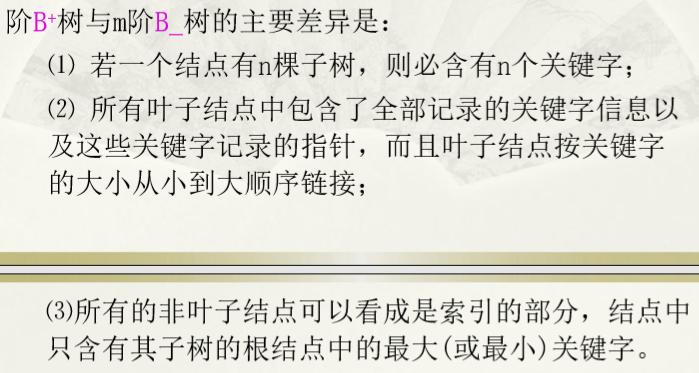 阶B⁺树与m阶B_树的主要差异是：
⑴ 若一个结点有n棵子树，则必含有n个关键字；
⑵ 所有叶子结点中包含了全部记录的关键字信息以
及这些关键字记录的指针，而且叶子结点按关键字
的大小从小到大顺序链接；
⑶所有的非叶子结点可以看成是索引的部分，结点中
只含有其子树的根结点中的最大(或最小)关键字。